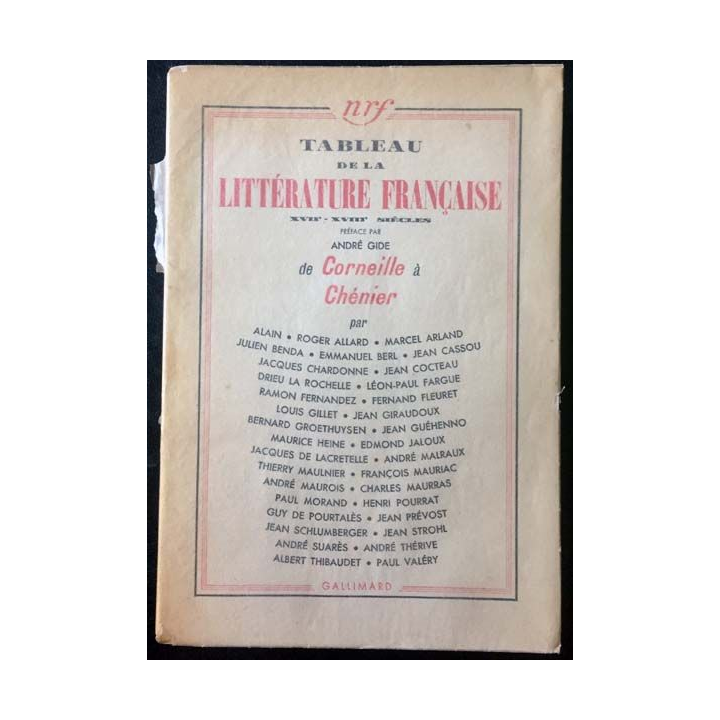 nrf
TABLEAU
DE LA
LITTÉRATURE FRANÇAISE
XVIIᵉ - XVIIIᵉ SIÈCLES
PRÉFACE PAR
ANDRÉ GIDE
de Corneille à
Chénier
par
ALAIN • ROGER ALLARD • MARCEL ARLAND
JULIEN BENDA • EMMANUEL BERL • JEAN CASSOU
JACQUES CHARDONNE • JEAN COCTEAU
DRIEU LA ROCHELLE • LÉON-PAUL FARGUE
RAMON FERNANDEZ • FERNAND FLEURET
LOUIS GILLET • JEAN GIRAUDOUX
BERNARD GROETHUYSEN • JEAN GUÉHENNO
MAURICE HEINE • EDMOND JALOUX
JACQUES DE LACRETELLE • ANDRÉ MALRAUX
THIERRY MAULNIER • FRANÇOIS MAURIAC
ANDRÉ MAUROIS • CHARLES MAURRAS
PAUL MORAND • HENRI POURRAT
GUY DE POURTALÈS • JEAN PRÉVOST
JEAN SCHLUMBERGER • JEAN STROHL
ANDRÉ SUARÈS • ANDRÉ THÉRIVE
ALBERT THIBAUDET • PAUL VALÉRY
GALLIMARD